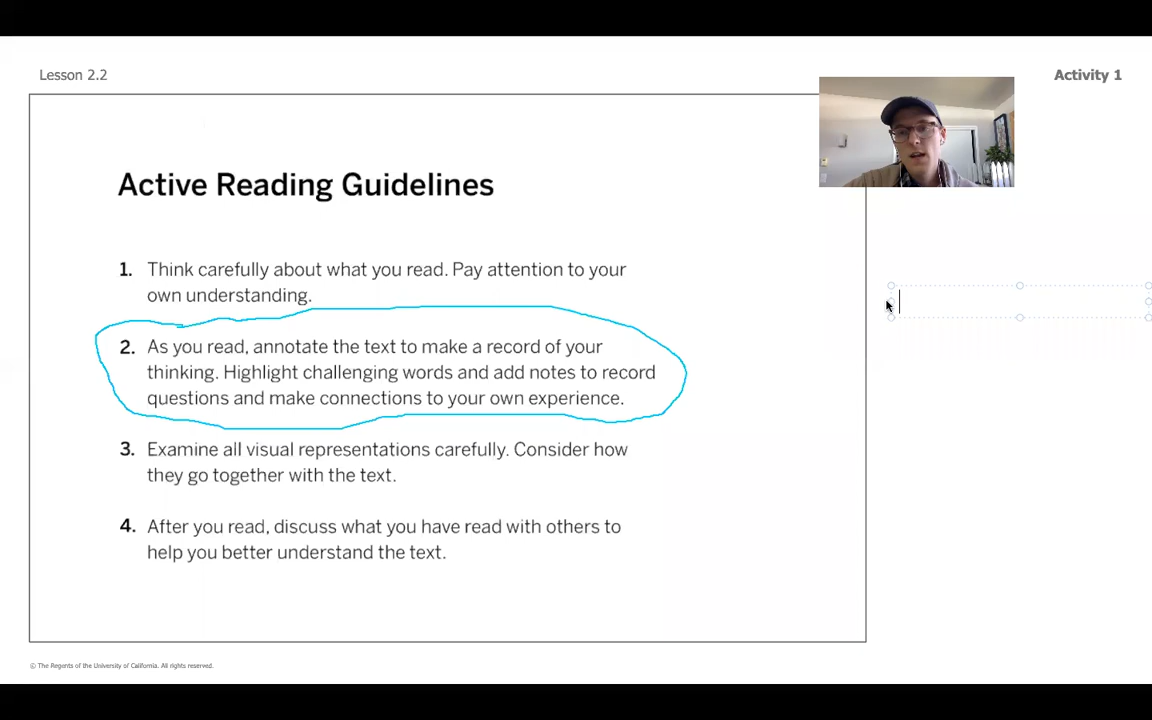 Lesson 2.2
Activity 1
Active Reading Guidelines
1. Think carefully about what you read. Pay attention to your
own understanding.
2. As you read, annotate the text to make a record of your
thinking. Highlight challenging words and add notes to record
questions and make connections to your own experience.
3. Examine all visual representations carefully. Consider how
they go together with the text.
4. After you read, discuss what you have read with others to
help you better understand the text.
© The Regents of the University of California. All rights reserved.